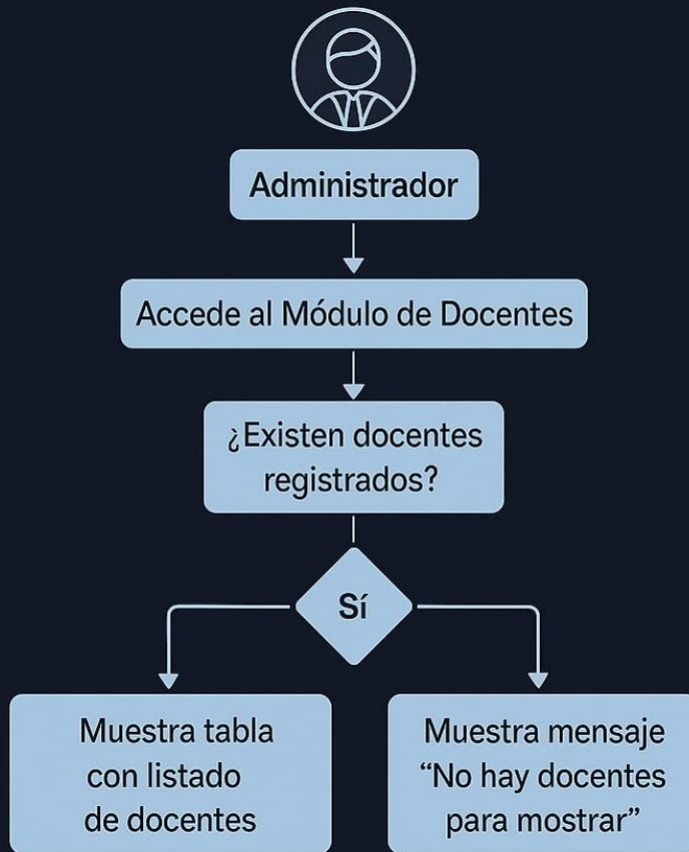 Administrador
Accede al Módulo de Docentes
¿Existen docentes
registrados?
Sí
Muestra tabla
con listado
de docentes
Muestra mensaje
“No hay docentes
para mostrar”